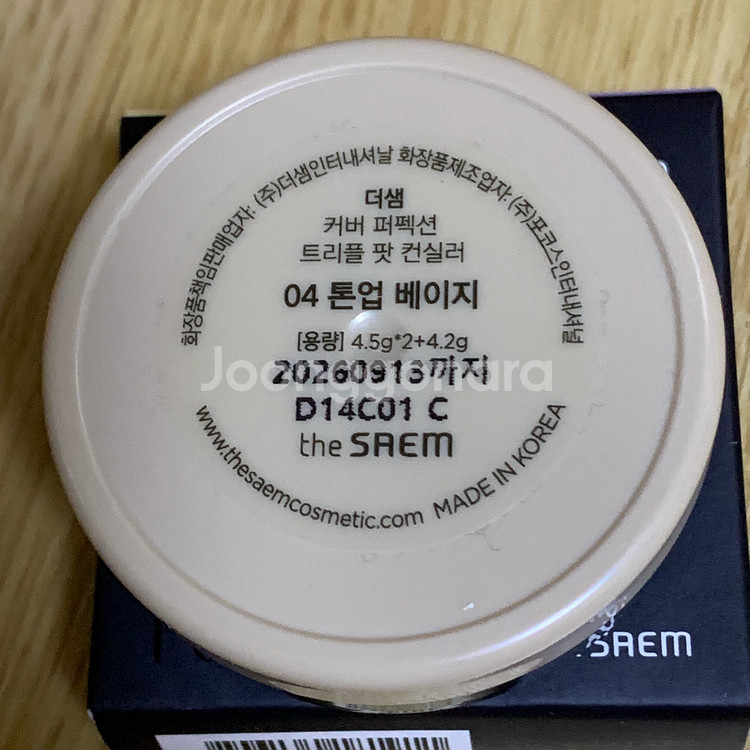 화장품책임판매업자: (주)더샘인터내셔날 화장품제조업자: (주)포코스인터내셔널
더샘
커버 퍼펙션
트리플 팟 컨실러
04 톤업 베이지
[용량] 4.5g*2+4.2g
20260913까지
Joonggonara
D14C01 C
the SAEM
www.thesaemcosmetic.com MADE IN KOREA
SAEM